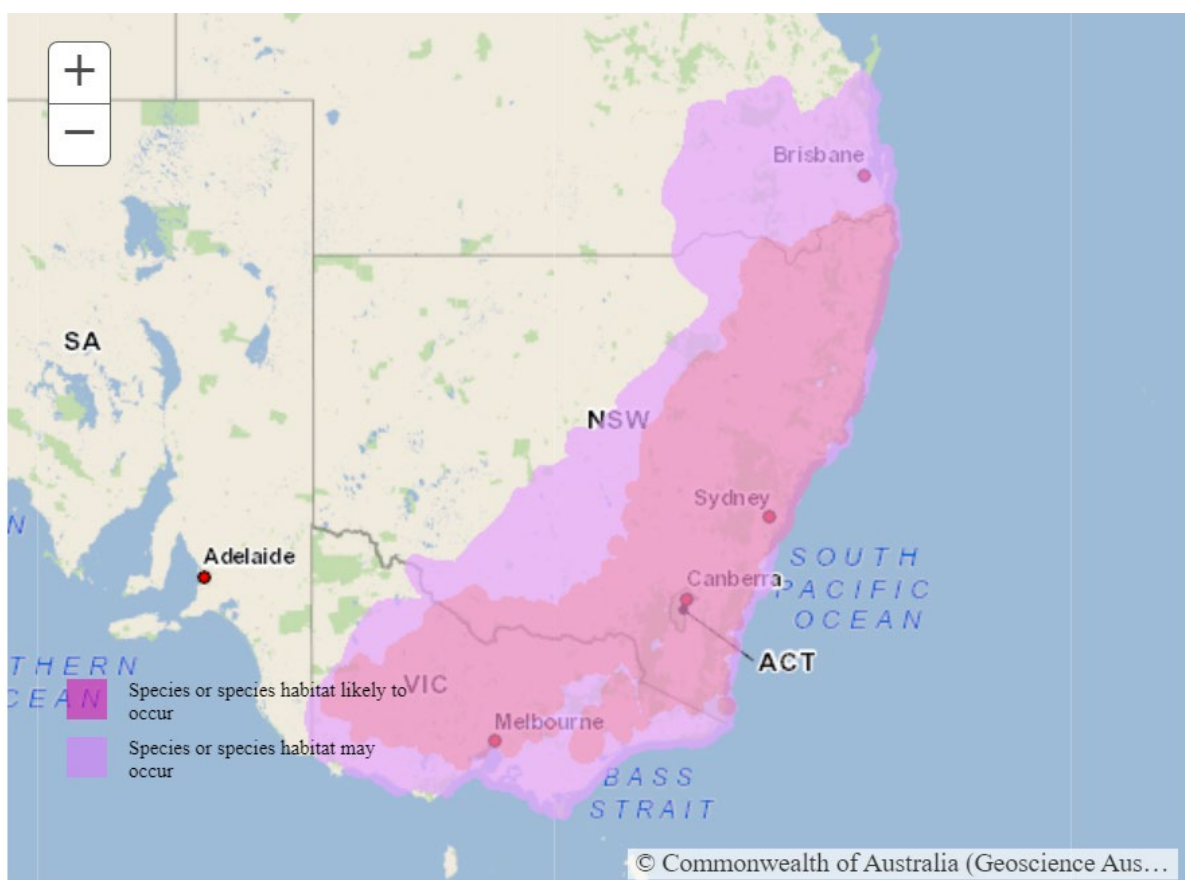 +
−
Brisbane
SA
NSW
Sydney
N
Adelaide
SOUTH
PACIFIC
OCEAN
Canberra
ACT
THERN
OCEAN
VIC
Species or species habitat likely to
occur
Melbourne
Species or species habitat may
occur
BASS
STRAIT
© Commonwealth of Australia (Geoscience Aus…